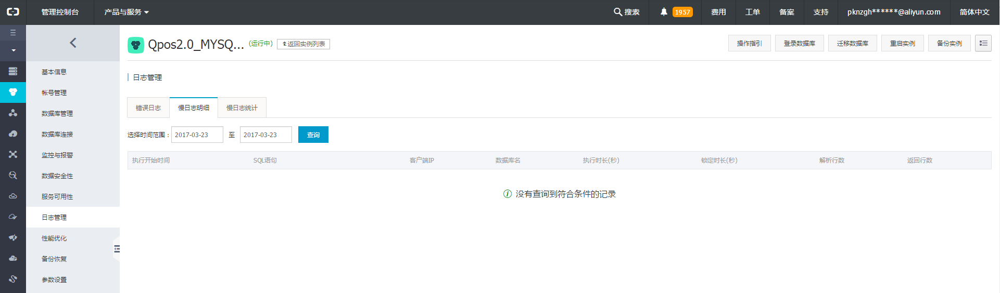 管理控制台 产品与服务 搜索 1957 费用 工单 备案 支持 pknzgh******@aliyun.com 简体中文
Qpos2.0_MYSQ... (运行中) 返回实例列表 操作指引 登录数据库 迁移数据库 重启实例 备份实例
基本信息
帐号管理
数据库管理
数据库连接
监控与报警
数据安全性
服务可用性
日志管理
性能优化
备份恢复
参数设置
日志管理
错误日志 慢日志明细 慢日志统计
选择时间范围: 2017-03-23 至 2017-03-23 查询
执行开始时间 SQL语句 客户端IP 数据库名 执行时长(秒) 锁定时长(秒) 解析行数 返回行数
没有查询到符合条件的记录